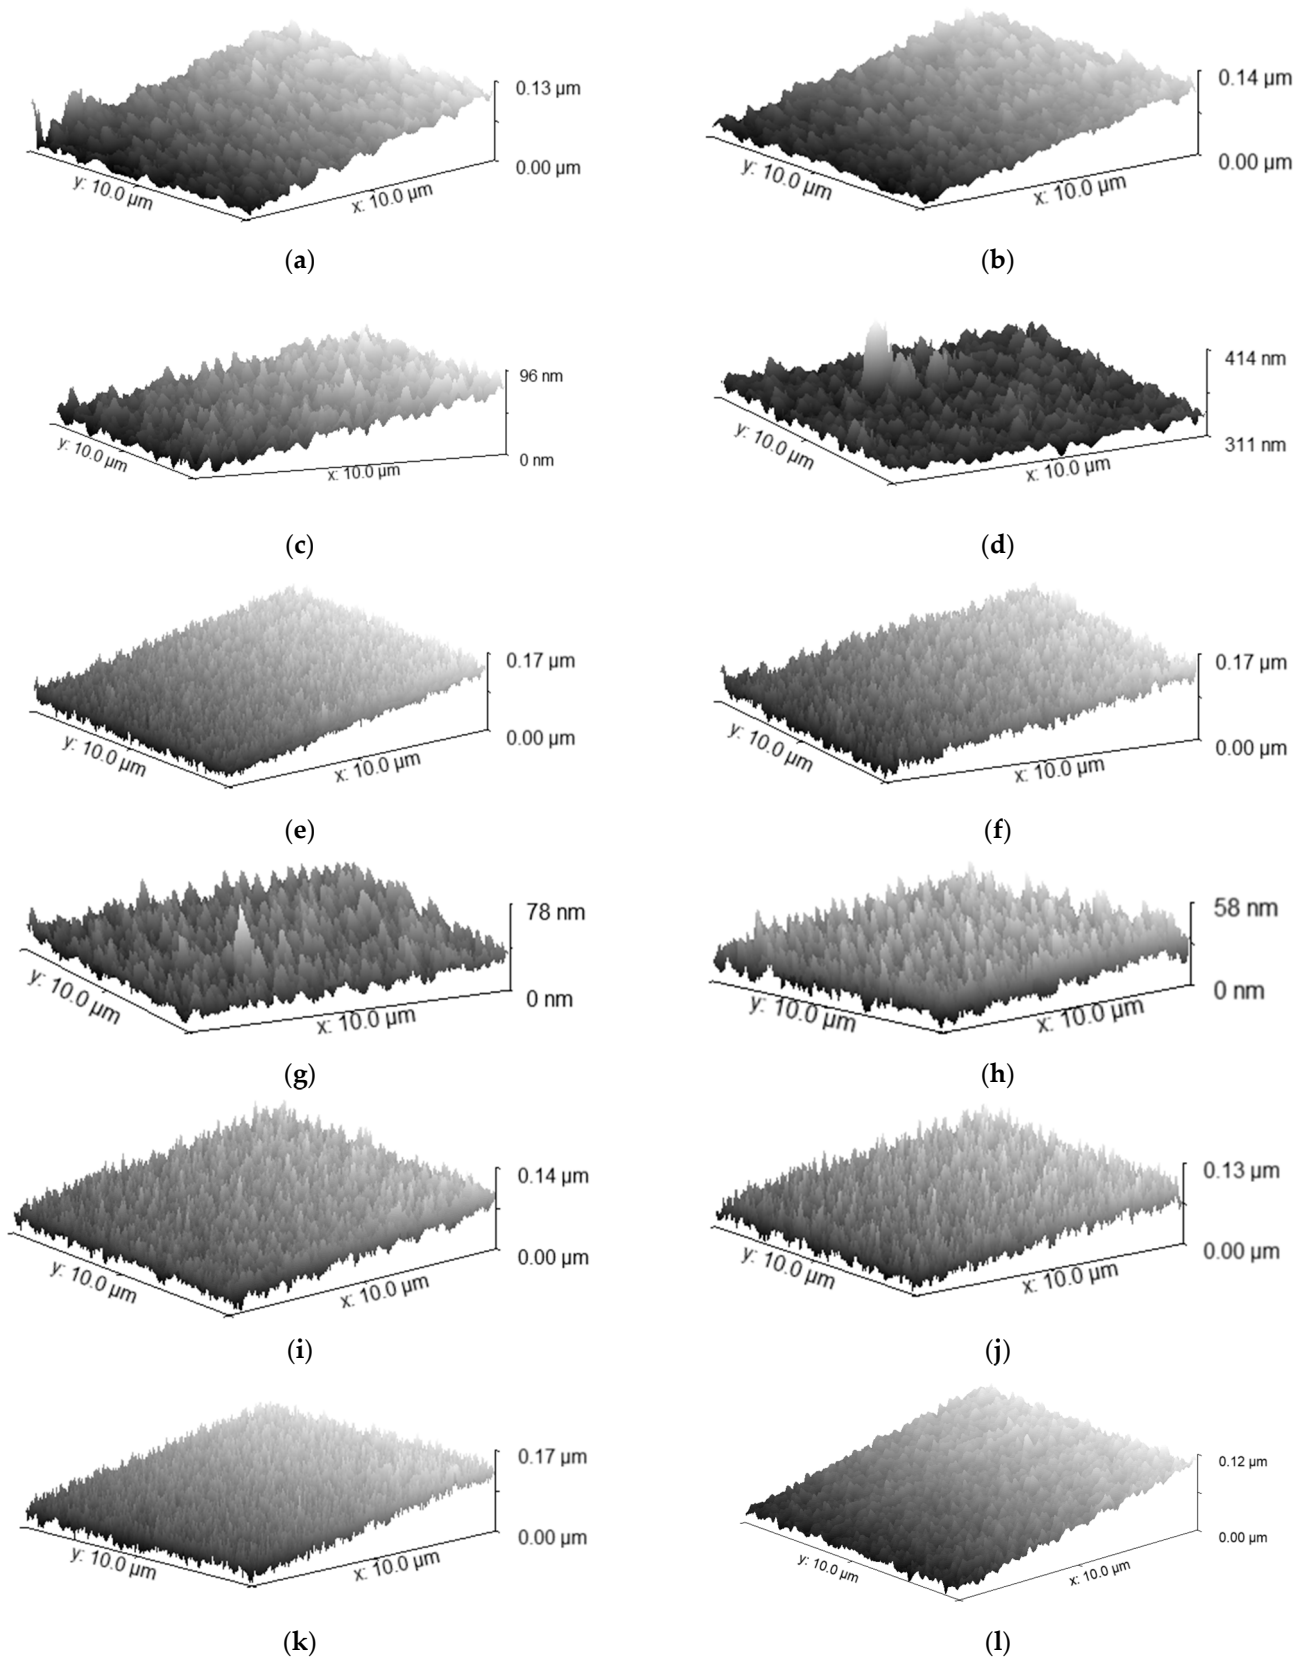 0.13 µm
0.00 µm
y: 10.0 µm
x: 10.0 µm
(a)
0.14 µm
0.00 µm
y: 10.0 µm
x: 10.0 µm
(b)
96 nm
0 nm
y: 10.0 µm
x: 10.0 µm
(c)
414 nm
311 nm
y: 10.0 µm
x: 10.0 µm
(d)
0.17 µm
0.00 µm
y: 10.0 µm
x: 10.0 µm
(e)
0.17 µm
0.00 µm
y: 10.0 µm
x: 10.0 µm
(f)
78 nm
0 nm
y: 10.0 µm
x: 10.0 µm
(g)
58 nm
0 nm
y: 10.0 µm
x: 10.0 µm
(h)
0.14 µm
0.00 µm
y: 10.0 µm
x: 10.0 µm
(i)
0.13 µm
0.00 µm
y: 10.0 µm
x: 10.0 µm
(j)
0.17 µm
0.00 µm
y: 10.0 µm
x: 10.0 µm
(k)
0.12 µm
0.00 µm
y: 10.0 µm
x: 10.0 µm
(l)